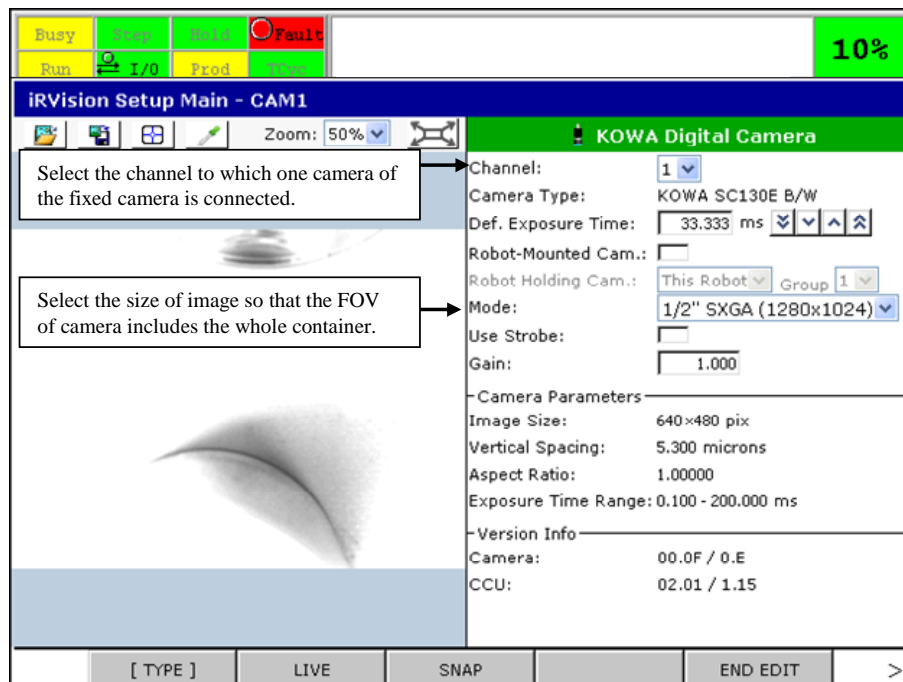 Busy Step Hold Fault
Run I/O Prod TCyc
10%
iRVision Setup Main - CAM1
Zoom: 50%
KOWA Digital Camera
Select the channel to which one camera of
the fixed camera is connected.
Channel: 1
Camera Type: KOWA SC130E B/W
Def. Exposure Time: 33.333 ms
Robot-Mounted Cam.:
Robot Holding Cam.: This Robot Group 1
Select the size of image so that the FOV
of camera includes the whole container.
Mode: 1/2" SXGA (1280x1024)
Use Strobe:
Gain: 1.000
Camera Parameters
Image Size: 640×480 pix
Vertical Spacing: 5.300 microns
Aspect Ratio: 1.00000
Exposure Time Range: 0.100 - 200.000 ms
Version Info
Camera: 00.0F / 0.E
CCU: 02.01 / 1.15
[ TYPE ] LIVE SNAP END EDIT >